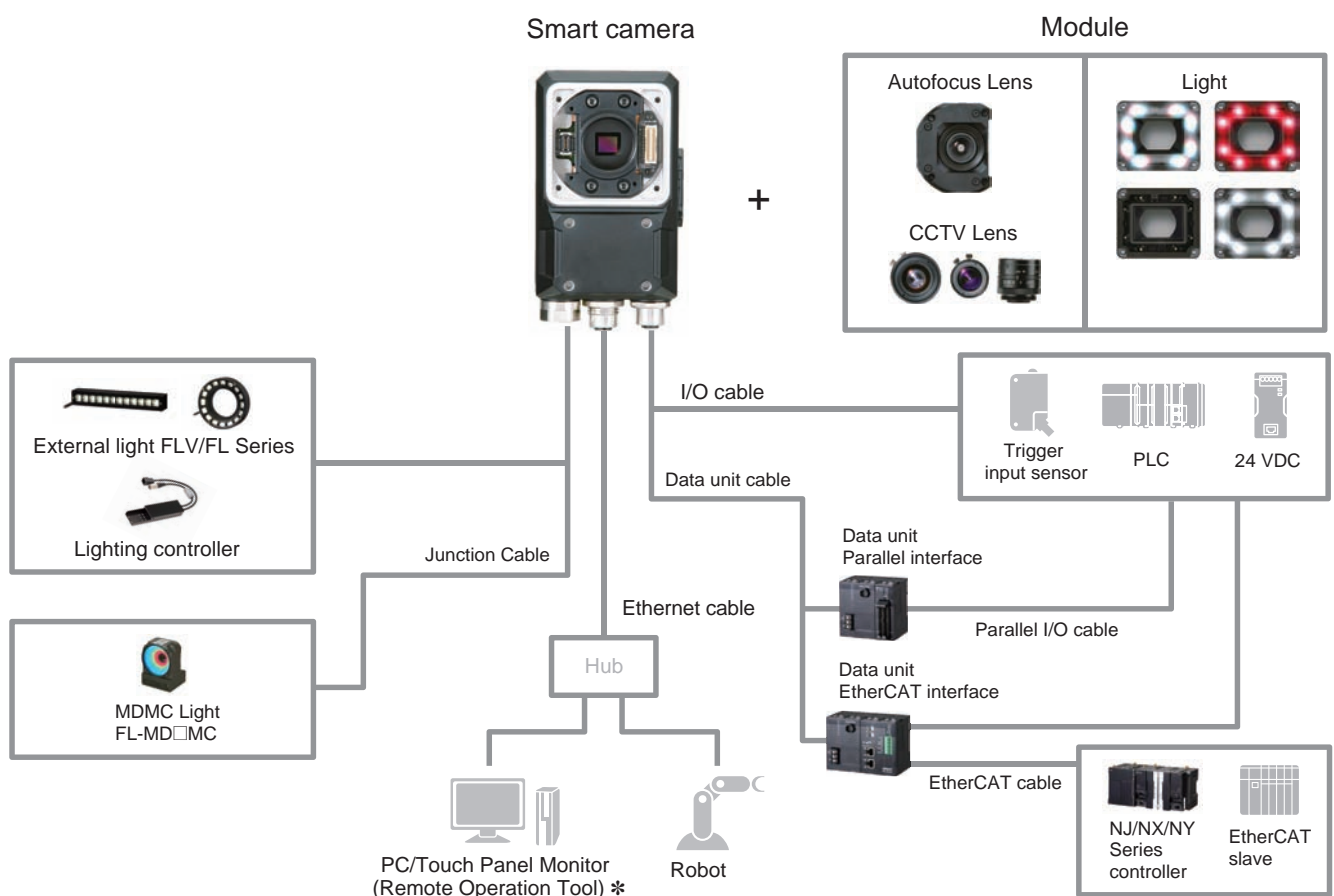 Smart camera
Module
Autofocus Lens
Light
+
CCTV Lens
I/O cable
External light FLV/FL Series
Trigger
input sensor
PLC
24 VDC
Data unit cable
Lighting controller
Junction Cable
Data unit
Parallel interface
Ethernet cable
Parallel I/O cable
Hub
Data unit
EtherCAT interface
MDMC Light
FL-MD□MC
EtherCAT cable
NJ/NX/NY
Series
controller
EtherCAT
slave
PC/Touch Panel Monitor
(Remote Operation Tool) ✻
Robot